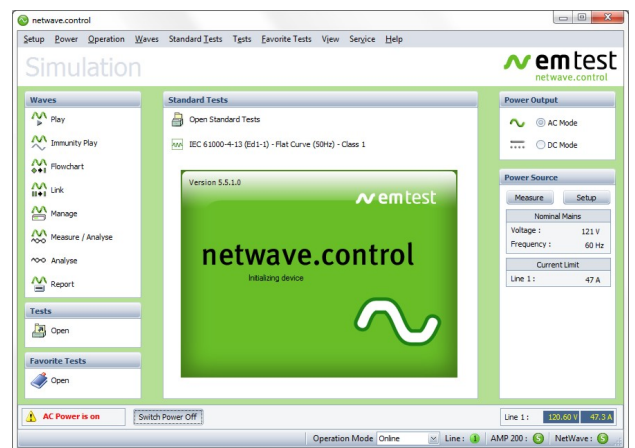 netwave.control
Setup Power Operation Waves Standard Tests Tests Favorite Tests View Service Help
Simulation
emtest
netwave.control
Waves
Play
Immunity Play
Flowchart
Link
Manage
Measure / Analyse
Analyse
Report
Tests
Open
Favorite Tests
Open
Standard Tests
Open Standard Tests
IEC 61000-4-13 (Ed1-1) - Flat Curve (50Hz) - Class 1
Version 5.5.1.0
emtest
netwave.control
Initializing device
Power Output
AC Mode
DC Mode
Power Source
Measure Setup
Nominal Mains
Voltage : 121 V
Frequency : 60 Hz
Current Limit
Line 1 : 47 A
AC Power is on Switch Power Off Line 1 : 120.60 V 47.3 A
Operation Mode Online Line : 1 AMP 200 : S NetWave : S